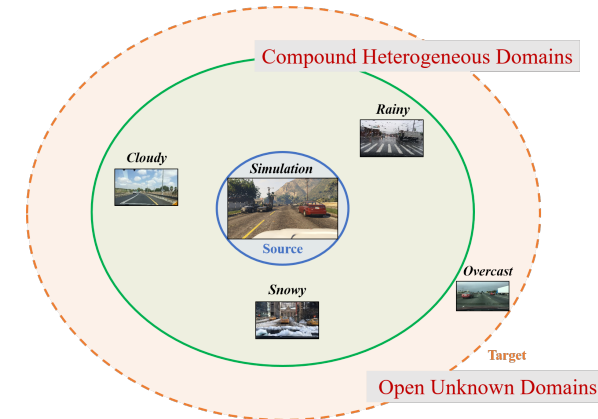 Compound Heterogeneous Domains
Rainy
Cloudy
Simulation
Source
Overcast
Snowy
Target
Open Unknown Domains